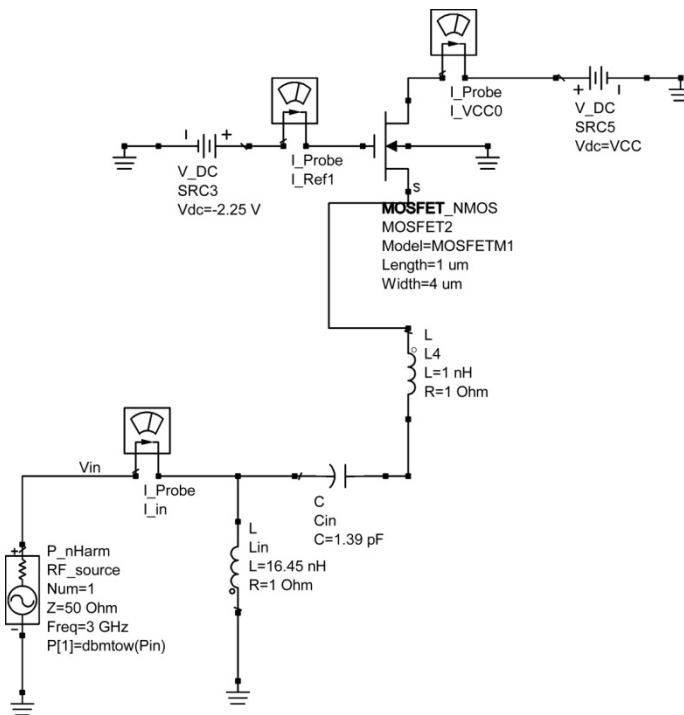 I_Probe
I_VCC0
+ -
V_DC
SRC5
Vdc=VCC
I_Probe
I_Ref1
- +
V_DC
SRC3
Vdc=-2.25 V
s
MOSFET_NMOS
MOSFET2
Model=MOSFETM1
Length=1 um
Width=4 um
L
L4
L=1 nH
R=1 Ohm
Vin
I_Probe
I_in
C
Cin
C=1.39 pF
L
Lin
L=16.45 nH
R=1 Ohm
+
-
P_nHarm
RF_source
Num=1
Z=50 Ohm
Freq=3 GHz
P[1]=dbmtow(Pin)